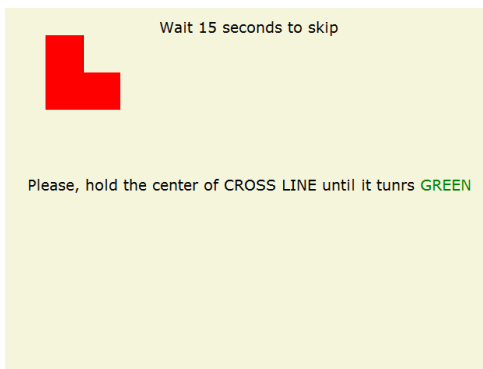 Wait 15 seconds to skip
Please, hold the center of CROSS LINE until it tunrs GREEN